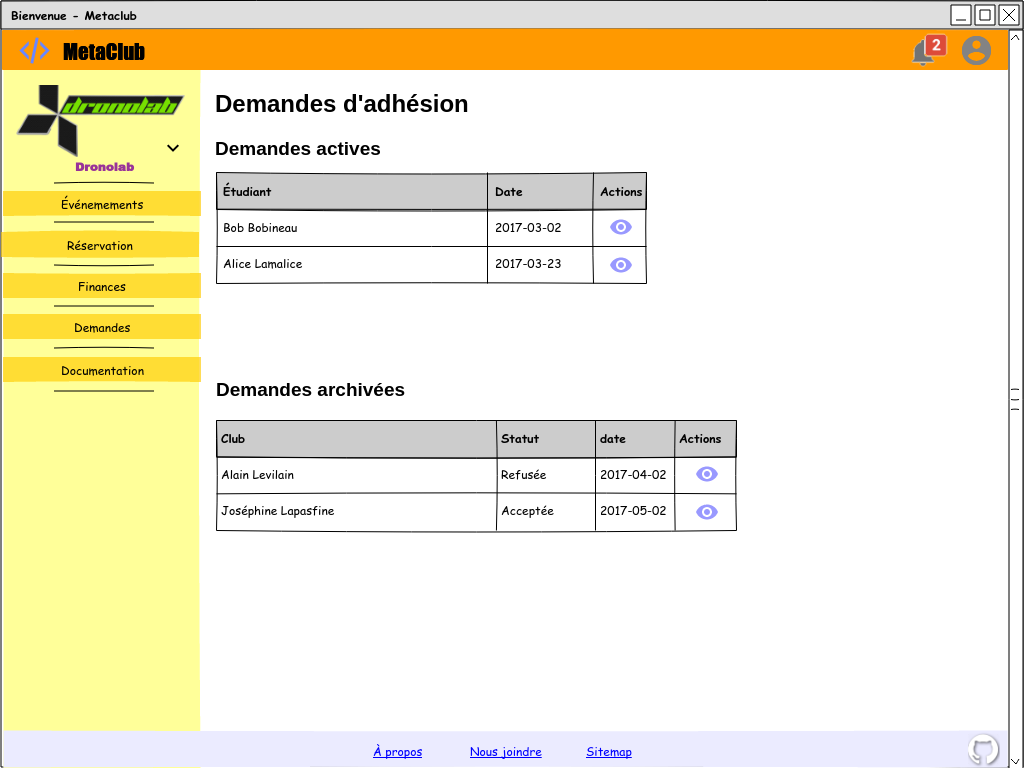 Bienvenue - Metaclub
</> MetaClub
2
dronolab
Dronolab
Événemements
Réservation
Finances
Demandes
Documentation
Demandes d'adhésion
Demandes actives
Étudiant Date Actions
Bob Bobineau 2017-03-02
Alice Lamalice 2017-03-23
Demandes archivées
Club Statut date Actions
Alain Levilain Refusée 2017-04-02
Joséphine Lapasfine Acceptée 2017-05-02
À propos Nous joindre Sitemap